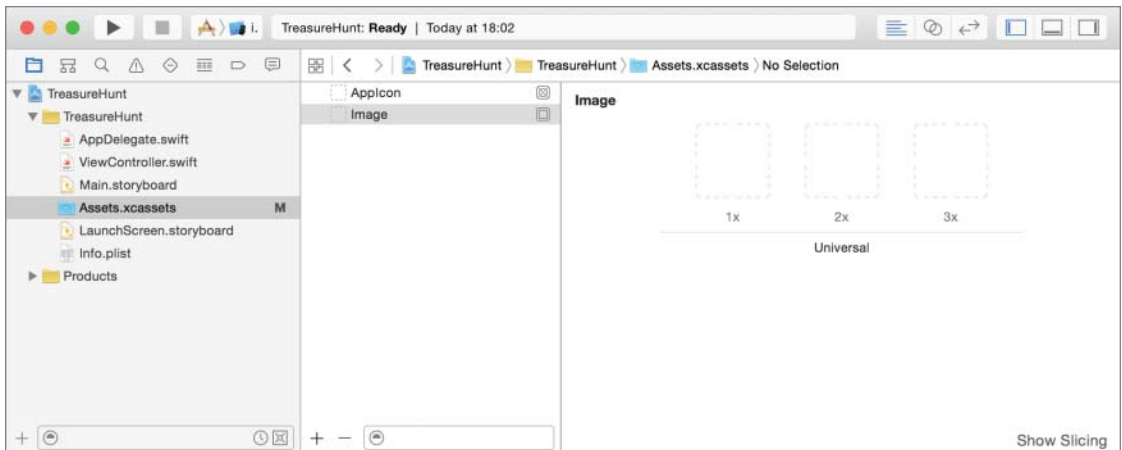 i.
TreasureHunt: Ready | Today at 18:02
TreasureHunt
TreasureHunt
AppDelegate.swift
ViewController.swift
Main.storyboard
Assets.xcassets M
LaunchScreen.storyboard
Info.plist
Products
TreasureHunt 〉 TreasureHunt 〉 Assets.xcassets 〉 No Selection
AppIcon
Image
Image
1x 2x 3x
Universal
Show Slicing